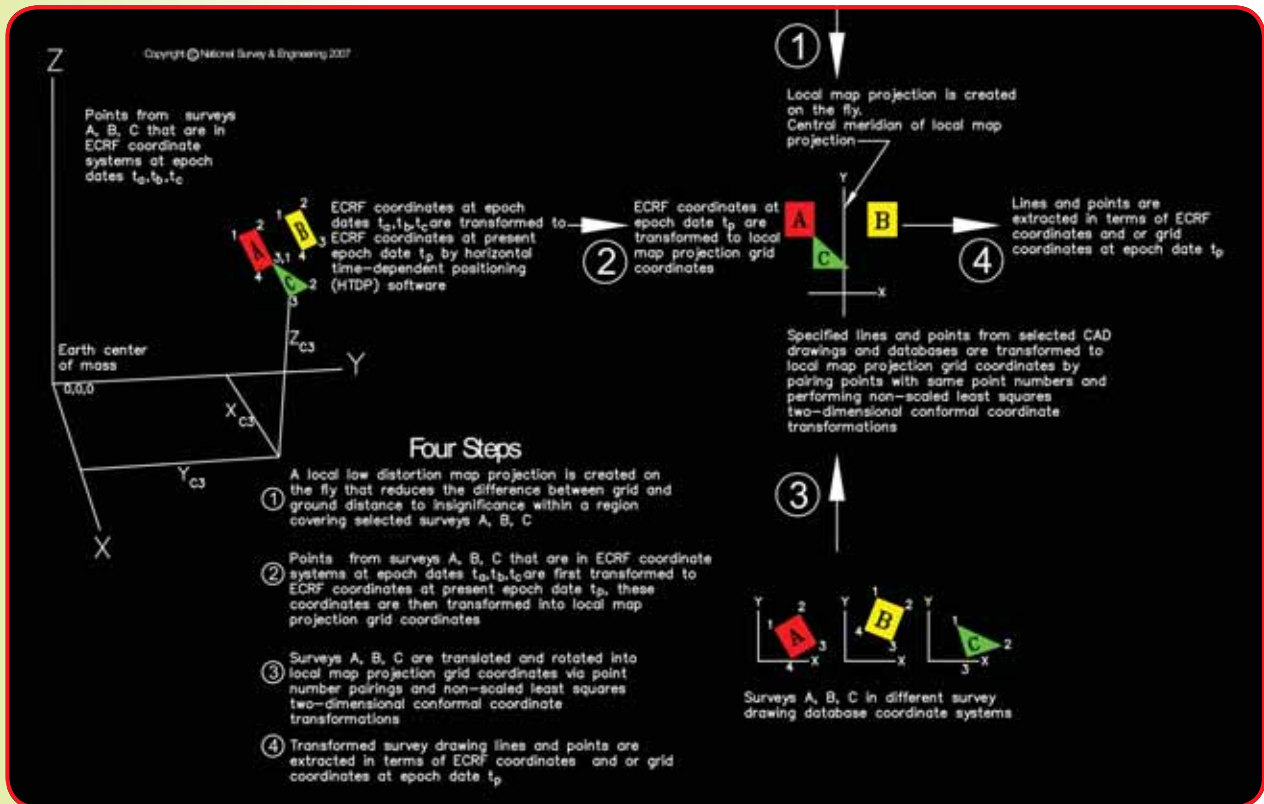 Copyright © National Survey & Engineering 2007
Z
Points from surveys
A, B, C that are in
ECRF coordinate
systems at epoch
dates ta,tb,tc
1
2
A
3,1
4
1
2
B
3
4
C
2
3
ECRF coordinates at epoch
dates ta,tb,tc are transformed to
ECRF coordinates at present
epoch date tp by horizontal
time-dependent positioning
(HTDP) software
2
ECRF coordinates at
epoch date tp are
transformed to local
map projection grid
coordinates
1
Local map projection is created
on the fly.
Central meridian of local map
projection
Y
A
B
C
X
4
Lines and points are
extracted in terms of ECRF
coordinates and or grid
coordinates at epoch date tp
Earth center
of mass
0,0,0
ZC3
Y
XC3
YC3
X
Specified lines and points from selected CAD
drawings and databases are transformed to
local map projection grid coordinates by
pairing points with same point numbers and
performing non-scaled least squares
two-dimensional conformal coordinate
transformations
3
Four Steps
1 A local low distortion map projection is created on
the fly that reduces the difference between grid and
ground distance to insignificance within a region
covering selected surveys A, B, C
2 Points from surveys A, B, C that are in ECRF coordinate
systems at epoch dates ta,tb,tc are first transformed to
ECRF coordinates at present epoch date tp, these
coordinates are then transformed into local map
projection grid coordinates
3 Surveys A, B, C are translated and rotated into
local map projection grid coordinates via point
number pairings and non-scaled least squares
two-dimensional conformal coordinate
transformations
4 Transformed survey drawing lines and points are
extracted in terms of ECRF coordinates and or grid
coordinates at epoch date tp
Y
1
2
A
3
4
X
Y
1
2
B
4
3
X
Y
1
C
2
3
X
Surveys A, B, C in different survey
drawing database coordinate systems